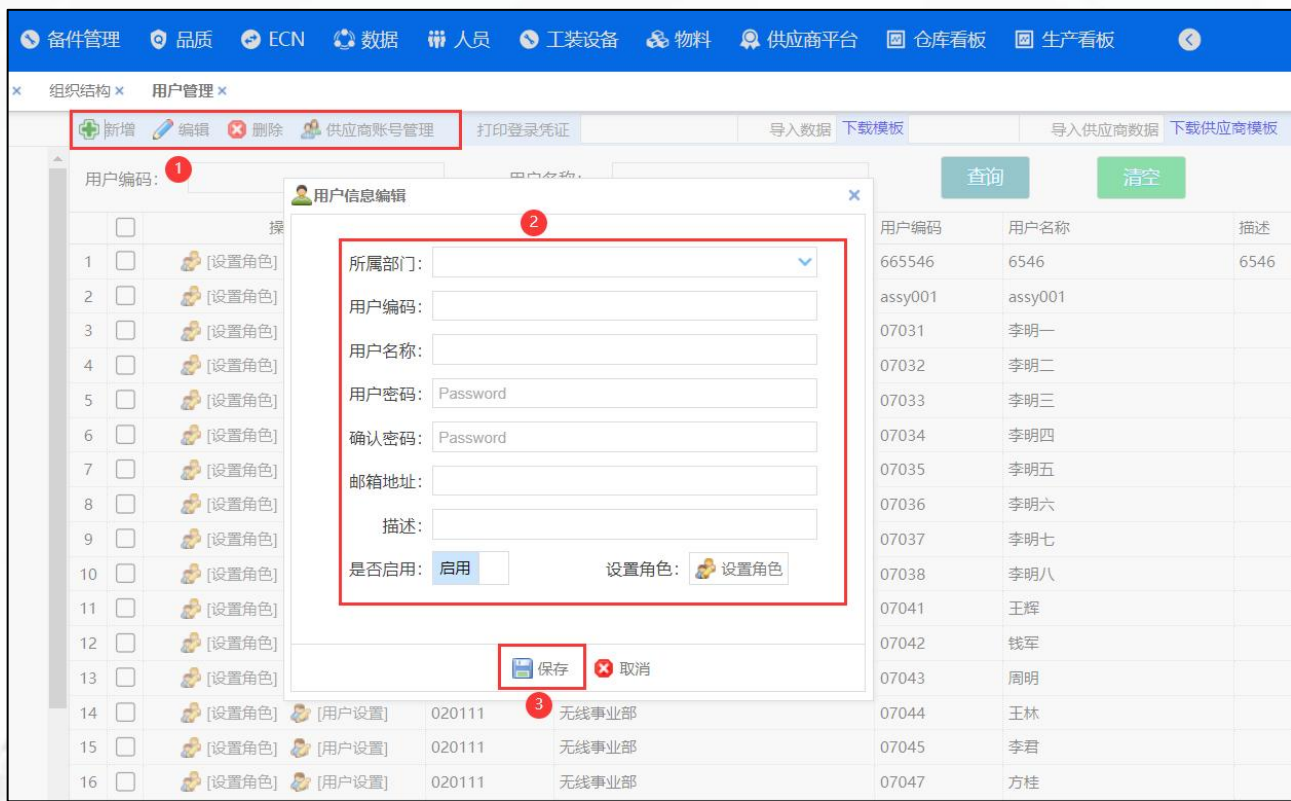 备件管理 品质 ECN 数据 人员 工装设备 物料 供应商平台 仓库看板 生产看板
× 组织结构 × 用户管理 ×
新增 编辑 删除 供应商账号管理 打印登录凭证 导入数据 下载模板 导入供应商数据 下载供应商模板
1
用户编码: 用户名称: 查询 清空
用户信息编辑 ×
2
操 用户编码 用户名称 描述
所属部门:
用户编码:
用户名称:
用户密码: Password
确认密码: Password
邮箱地址:
描述:
是否启用: 启用 设置角色: 设置角色
保存 取消
3
1 [设置角色] 665546 6546 6546
2 [设置角色] assy001 assy001
3 [设置角色] 07031 李明一
4 [设置角色] 07032 李明二
5 [设置角色] 07033 李明三
6 [设置角色] 07034 李明四
7 [设置角色] 07035 李明五
8 [设置角色] 07036 李明六
9 [设置角色] 07037 李明七
10 [设置角色] 07038 李明八
11 [设置角色] 07041 王辉
12 [设置角色] 07042 钱军
13 [设置角色] 07043 周明
14 [设置角色] [用户设置] 020111 无线事业部 07044 王林
15 [设置角色] [用户设置] 020111 无线事业部 07045 李君
16 [设置角色] [用户设置] 020111 无线事业部 07047 方桂